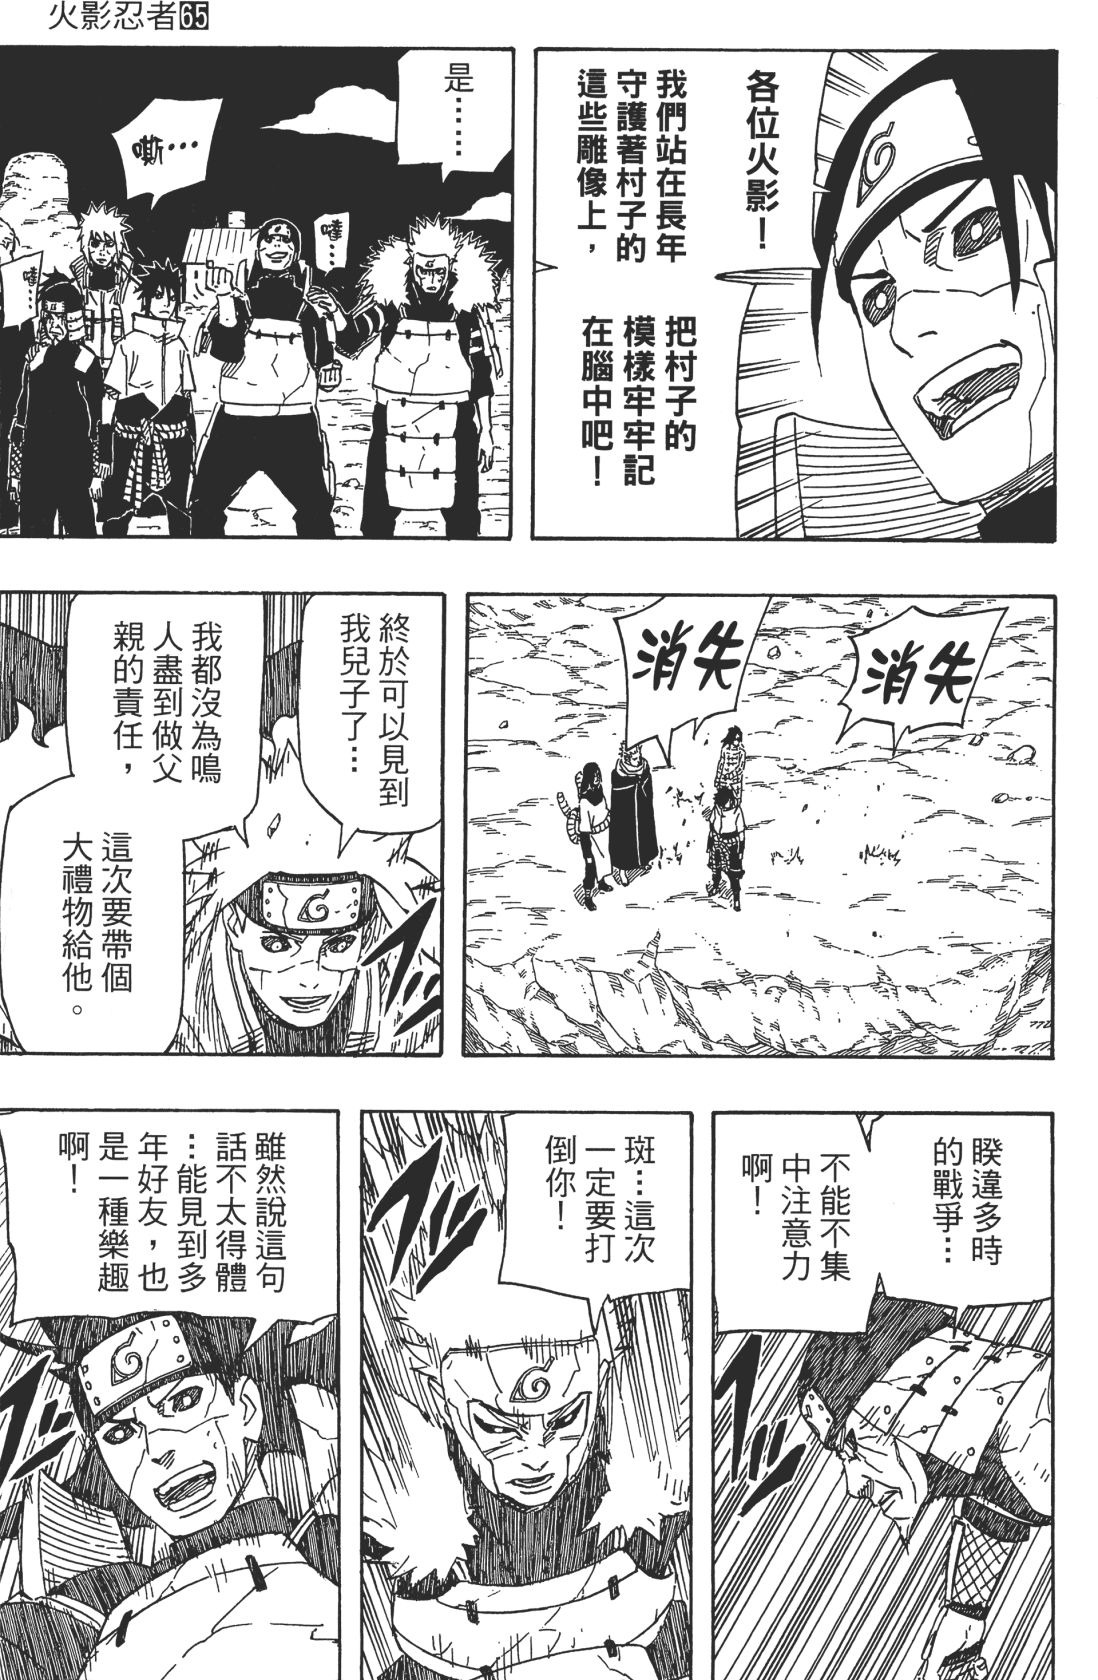 火影忍者65
各位火影！
我們站在長年
守護著村子的
這些雕像上，
把村子的
模樣牢牢記
在腦中吧！
是……
嘶…
噠…
噠…
消失
消失
終於可以見到
我兒子了…
我都沒為鳴
人盡到做父
親的責任，
這次要帶個
大禮物給他。
睽違多時
的戰爭…
不能不集
中注意力
啊！
斑…這次
一定要打
倒你！
雖然說這句
話不太得體
…能見到多
年好友，也
是一種樂趣
啊！